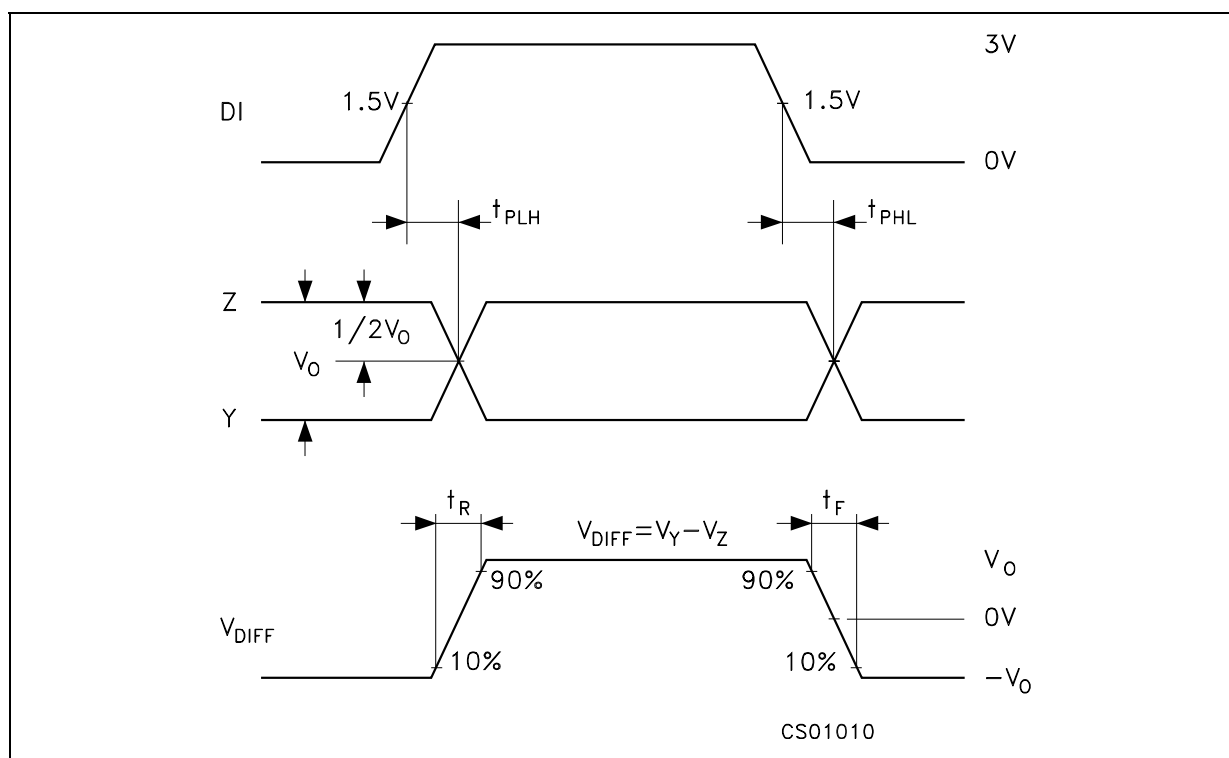 3V
DI
1.5V
1.5V
0V
tPLH
tPHL
Z
1/2VO
VO
Y
tR
tF
VDIFF=VY−VZ
VO
90%
90%
0V
VDIFF
10%
10%
−VO
CS01010